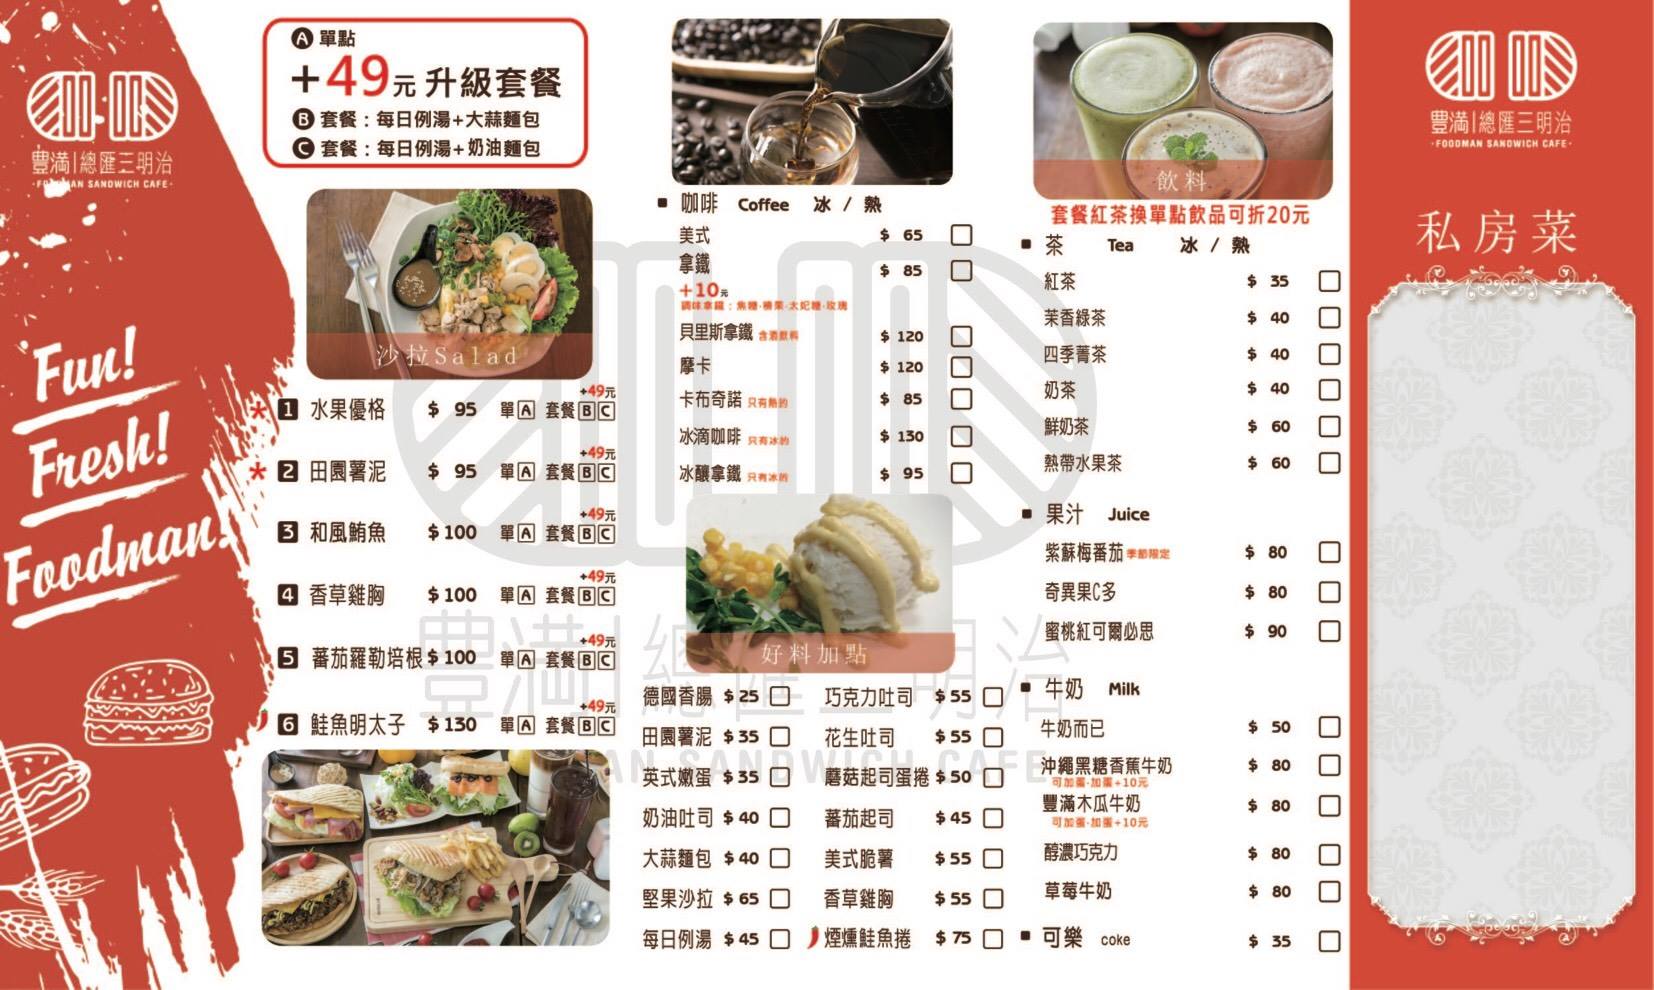 豐満|總匯三明治
·FOODMAN SANDWICH CAFE·
Fun!
Fresh!
Foodman!
A 單點
+49元 升級套餐
B 套餐：每日例湯+大蒜麵包
C 套餐：每日例湯+奶油麵包
沙拉Salad
+49元
* 1 水果優格 $ 95 單A 套餐BC
+49元
* 2 田園薯泥 $ 95 單A 套餐BC
+49元
3 和風鮪魚 $100 單A 套餐BC
+49元
4 香草雞胸 $100 單A 套餐BC
+49元
5 蕃茄羅勒培根 $100 單A 套餐BC
+49元
6 鮭魚明太子 $130 單A 套餐BC
■ 咖啡 Coffee 冰 / 熱
美式 $ 65
拿鐵 $ 85
+10元
調味拿鐵：焦糖·榛果·太妃糖·玫瑰
貝里斯拿鐵 含酒飲料 $ 120
摩卡 $ 120
卡布奇諾 只有熱的 $ 85
冰滴咖啡 只有冰的 $ 130
冰釀拿鐵 只有冰的 $ 95
好料加點
德國香腸 $25
田園薯泥 $35
英式嫩蛋 $35
奶油吐司 $40
大蒜麵包 $40
堅果沙拉 $65
每日例湯 $45
巧克力吐司 $55
花生吐司 $55
蘑菇起司蛋捲 $50
蕃茄起司 $45
美式脆薯 $55
香草雞胸 $55
煙燻鮭魚捲 $75
飲料
套餐紅茶換單點飲品可折20元
■ 茶 Tea 冰 / 熱
紅茶 $ 35
茉香綠茶 $ 40
四季菁茶 $ 40
奶茶 $ 40
鮮奶茶 $ 60
熱帶水果茶 $ 60
■ 果汁 Juice
紫蘇梅番茄 季節限定 $ 80
奇異果C多 $ 80
蜜桃紅可爾必思 $ 90
■ 牛奶 Milk
牛奶而已 $ 50
沖繩黑糖香蕉牛奶 $ 80
可加蛋·加蛋+10元
豐滿木瓜牛奶 $ 80
可加蛋·加蛋+10元
醇濃巧克力 $ 80
草莓牛奶 $ 80
■ 可樂 coke $ 35
豐満|總匯三明治
·FOODMAN SANDWICH CAFE·
私房菜
豐満|總匯三明治
MAN SANDWICH CAFE